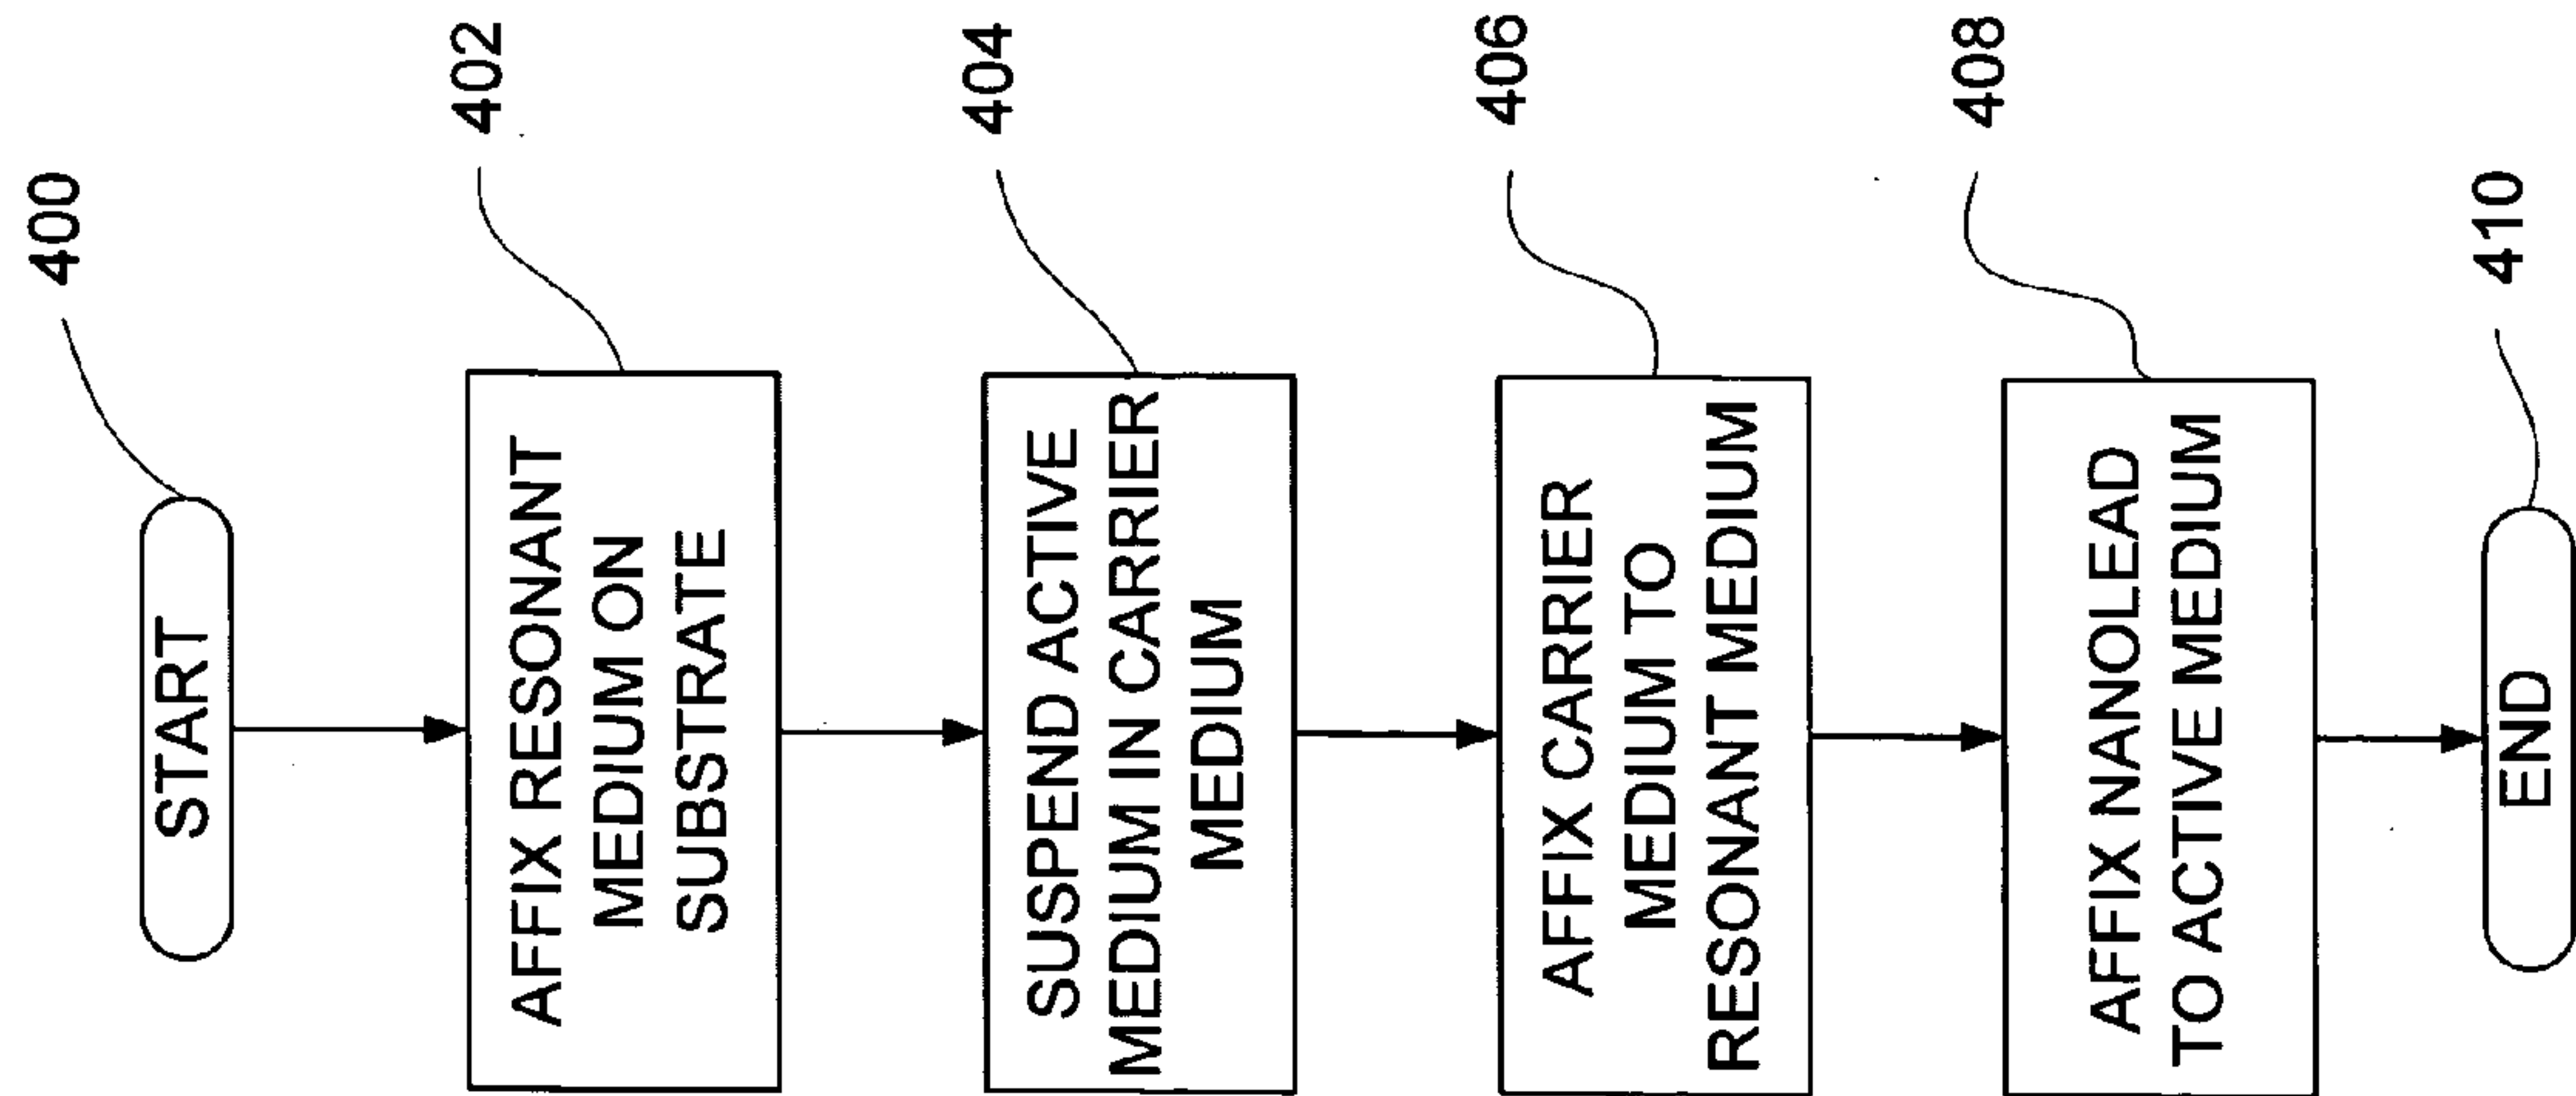 400
START
402
AFFIX RESONANT
MEDIUM ON
SUBSTRATE
404
SUSPEND ACTIVE
MEDIUM IN CARRIER
MEDIUM
406
AFFIX CARRIER
MEDIUM TO
RESONANT MEDIUM
408
AFFIX NANOLEAD
TO ACTIVE MEDIUM
410
END